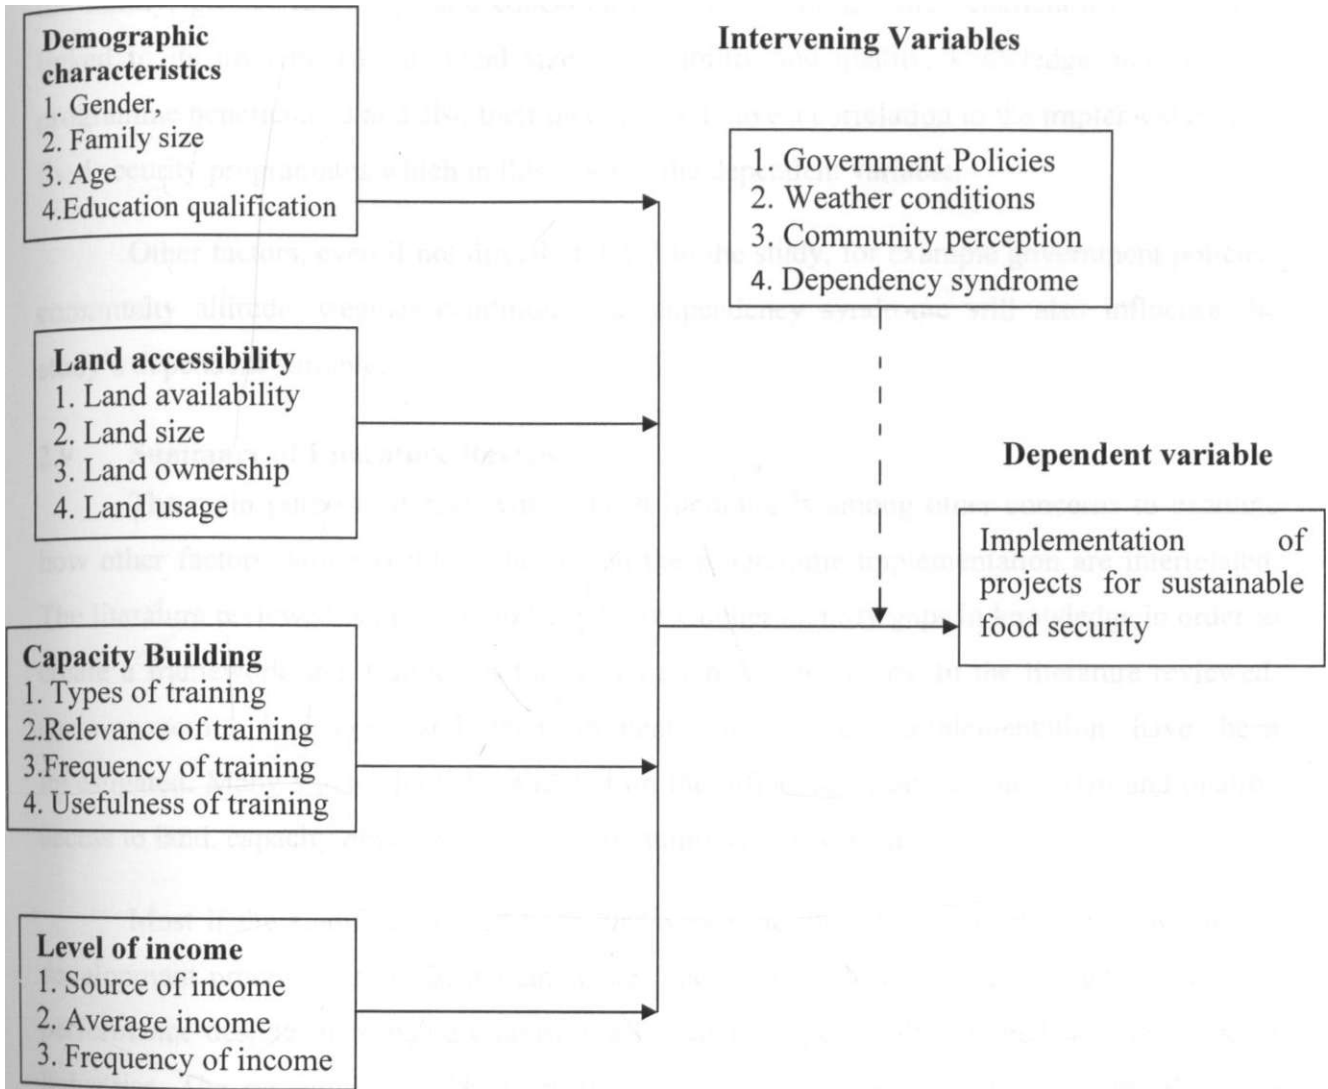 Demographic
characteristics
1. Gender,
2. Family size
3. Age
4.Education qualification
Land accessibility
1. Land availability
2. Land size
3. Land ownership
4. Land usage
Capacity Building
1. Types of training
2.Relevance of training
3.Frequency of training
4. Usefulness of training
Level of income
1. Source of income
2. Average income
3. Frequency of income
Intervening Variables
1. Government Policies
2. Weather conditions
3. Community perception
4. Dependency syndrome
Dependent variable
Implementation of
projects for sustainable
food security